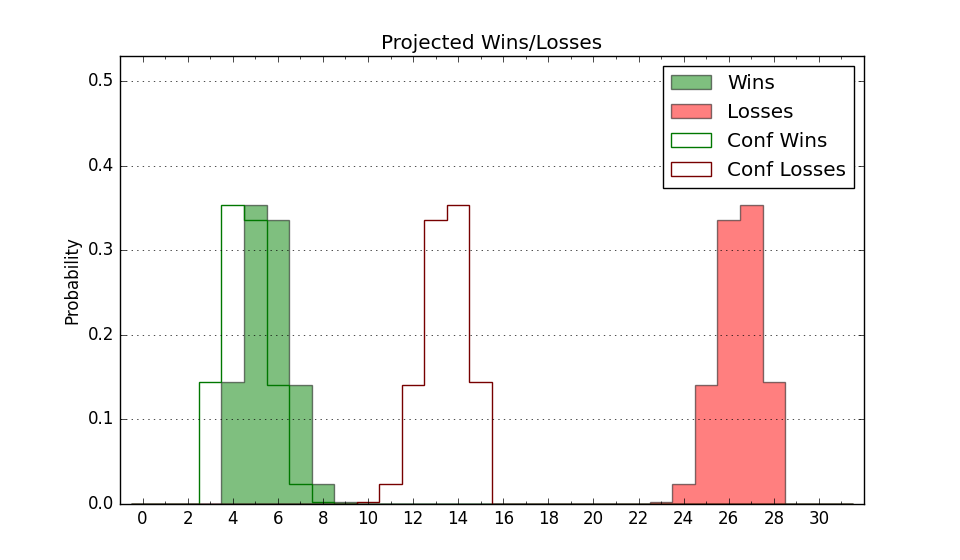 Projected Wins/Losses
Probability
0.5
0.4
0.3
0.2
0.1
0.0
0 2 4 6 8 10 12 14 16 18 20 22 24 26 28 30
Wins
Losses
Conf Wins
Conf Losses